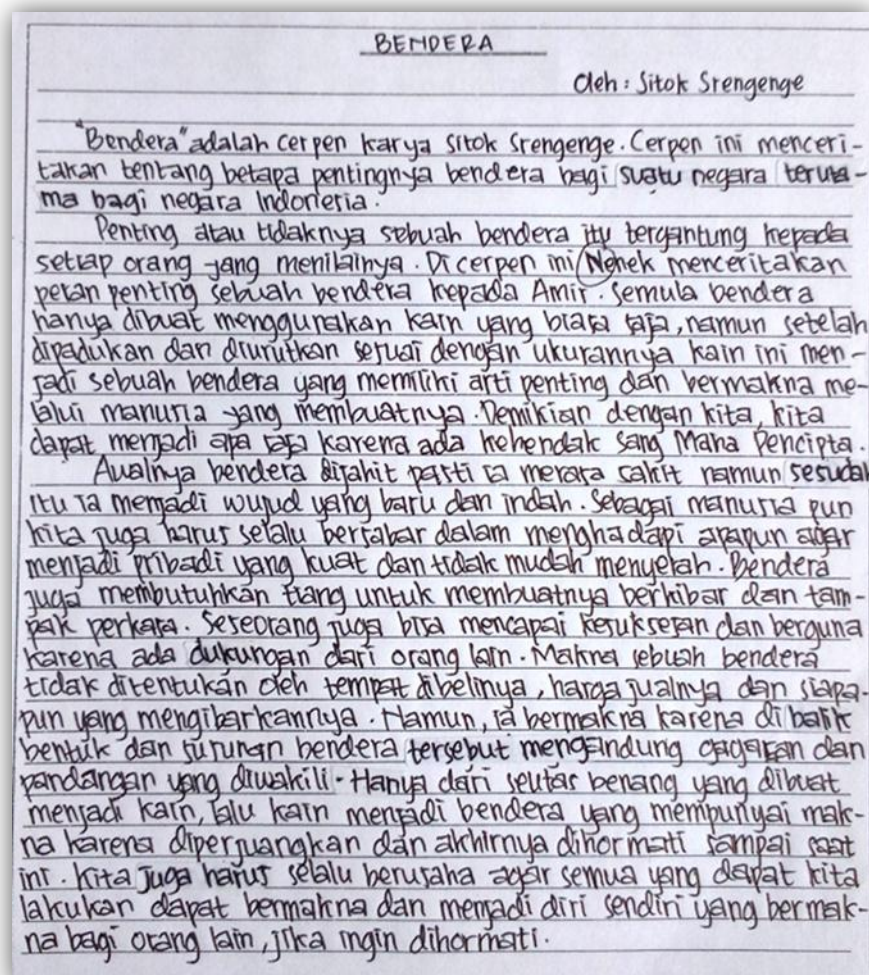 BENDERA
Oleh : Sitok Srengenge
"Bendera" adalah cerpen karya Sitok Srengenge. Cerpen ini menceri-
takan tentang betapa pentingnya bendera bagi suatu negara teruta-
ma bagi negara Indonesia.
Penting atau tidaknya sebuah bendera itu tergantung kepada
setiap orang yang menilainya. Di cerpen ini Nenek menceritakan
peran penting sebuah bendera kepada Amir. Semula bendera
hanya dibuat menggunakan kain yang biasa saja, namun setelah
dipadukan dan diurutkan sesuai dengan ukurannya kain ini men-
jadi sebuah bendera yang memiliki arti penting dan bermakna me-
lalui manusia yang membuatnya. Demikian dengan kita, kita
dapat menjadi apa saja karena ada kehendak sang Maha Pencipta.
Awalnya bendera dijahit pasti ia merasa sakit namun sesudah
itu ia menjadi wujud yang baru dan indah. Sebagai manusia pun
kita juga harus selalu bersabar dalam menghadapi apapun agar
menjadi pribadi yang kuat dan tidak mudah menyerah. Bendera
juga membutuhkan tiang untuk membuatnya berkibar dan tam-
pak perkasa. Seseorang juga bisa mencapai kesuksesan dan berguna
karena ada dukungan dari orang lain. Makna sebuah bendera
tidak ditentukan oleh tempat dibelinya, harga jualnya dan siapa-
pun yang mengibarkannya. Namun, ia bermakna karena di balik
bentuk dan susunan bendera tersebut mengandung gagasan dan
pandangan yang diwakili. Hanya dari seutas benang yang dibuat
menjadi kain, lalu kain menjadi bendera yang mempunyai mak-
na karena diperjuangkan dan akhirnya dihormati sampai saat
ini. Kita juga harus selalu berusaha agar semua yang dapat kita
lakukan dapat bermakna dan menjadi diri sendiri yang bermak-
na bagi orang lain, jika ingin dihormati.